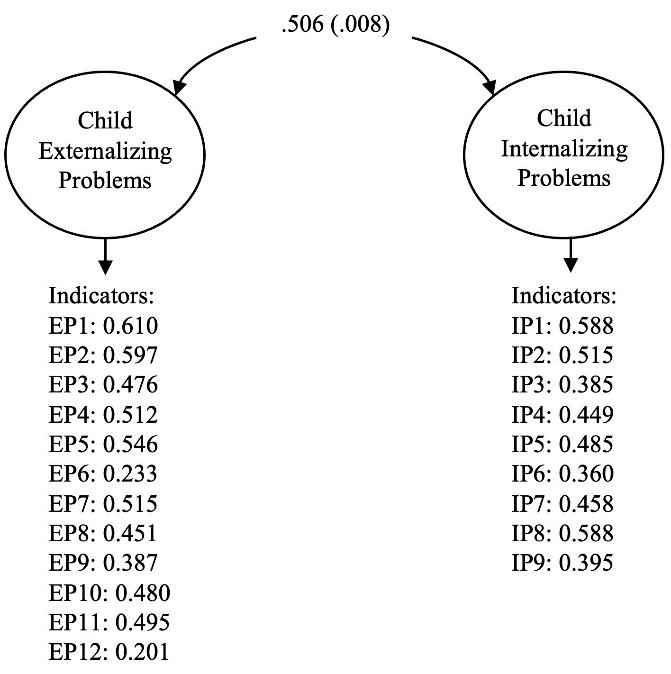 .506 (.008)
Child
Externalizing
Problems
Child
Internalizing
Problems
Indicators:
EP1: 0.610
EP2: 0.597
EP3: 0.476
EP4: 0.512
EP5: 0.546
EP6: 0.233
EP7: 0.515
EP8: 0.451
EP9: 0.387
EP10: 0.480
EP11: 0.495
EP12: 0.201
Indicators:
IP1: 0.588
IP2: 0.515
IP3: 0.385
IP4: 0.449
IP5: 0.485
IP6: 0.360
IP7: 0.458
IP8: 0.588
IP9: 0.395